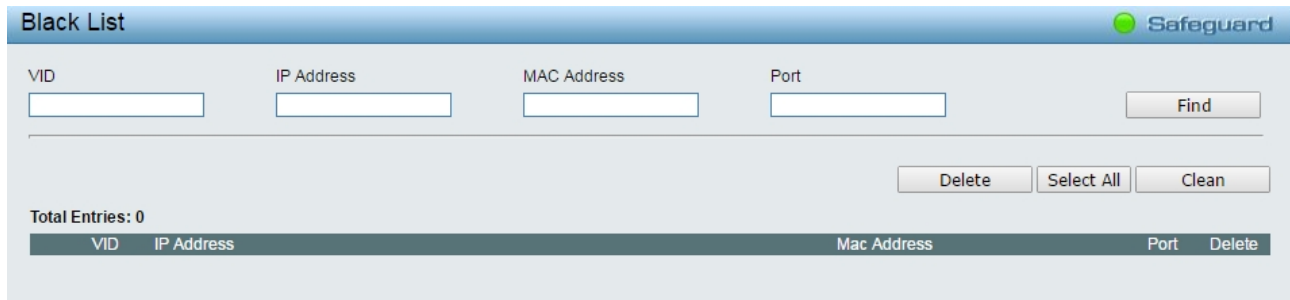 Black List Safeguard
VID IP Address MAC Address Port
Find
Delete Select All Clean
Total Entries: 0
VID IP Address Mac Address Port Delete